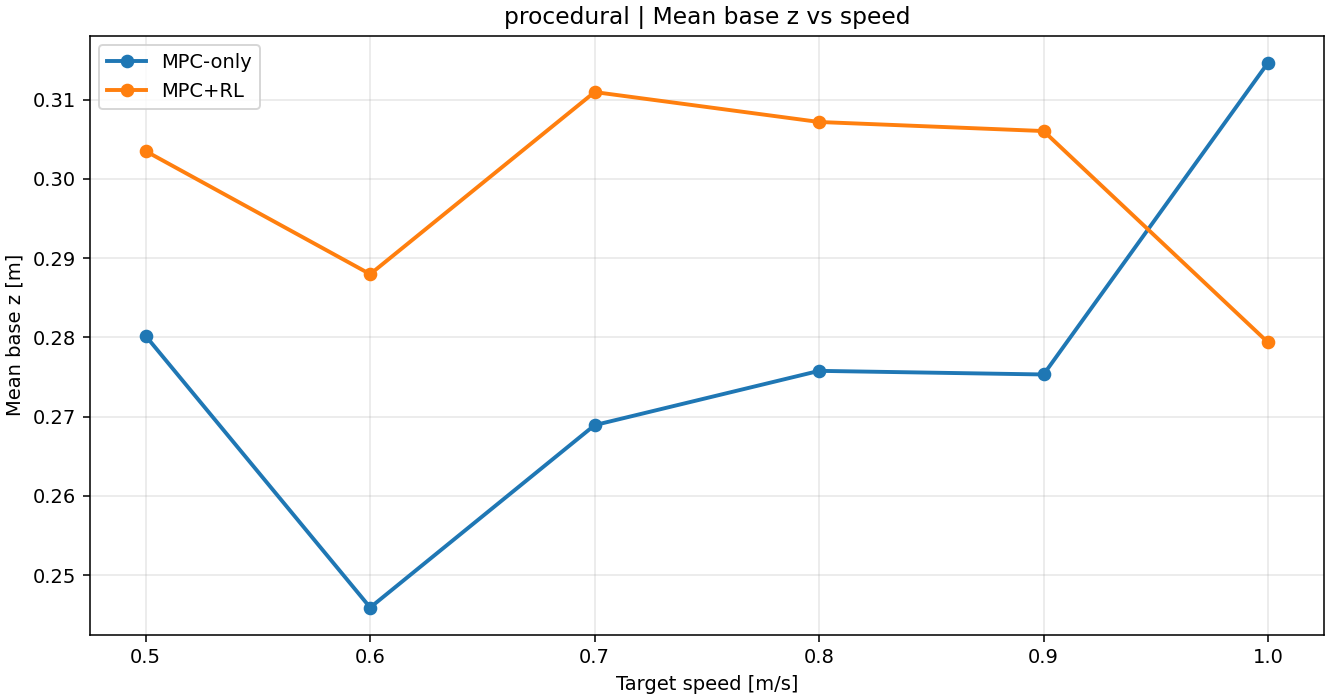 procedural | Mean base z vs speed
MPC-only
MPC+RL
Mean base z [m]
0.31
0.30
0.29
0.28
0.27
0.26
0.25
0.5 0.6 0.7 0.8 0.9 1.0
Target speed [m/s]